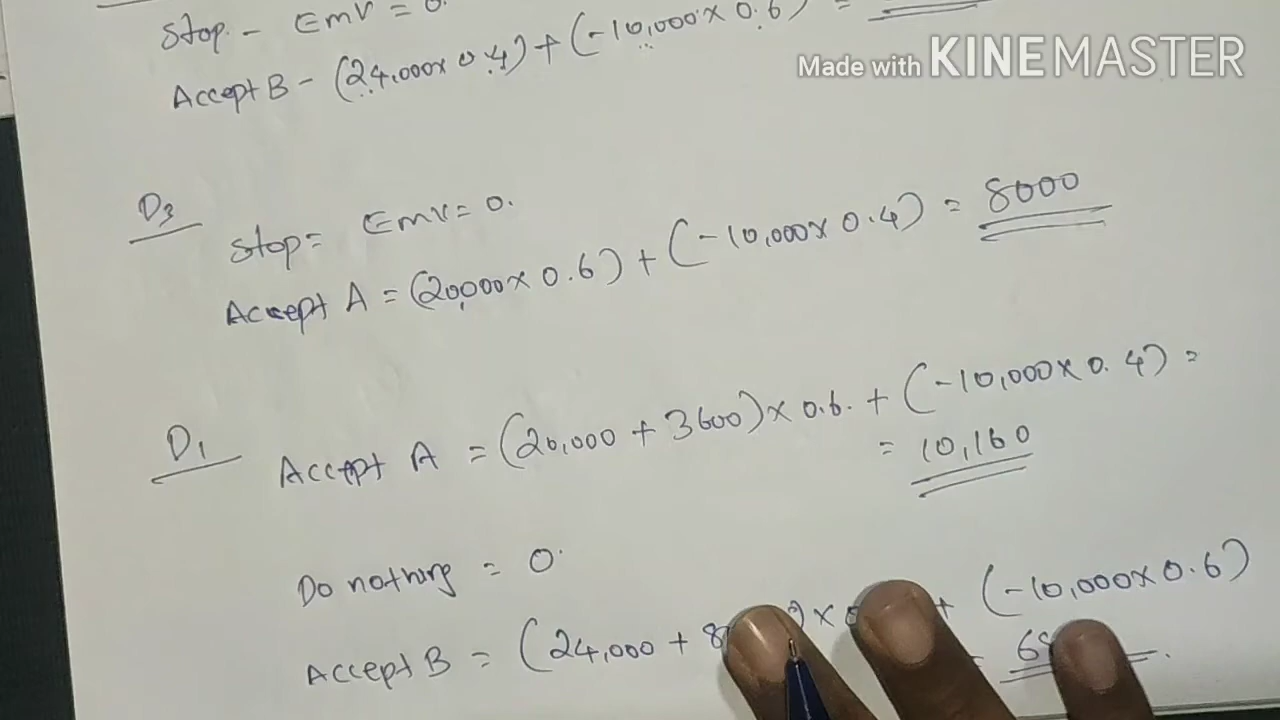 Stop - EMV = 0.
Accept B - (24,000 x 0.4) + (-10,000 x 0.6) =
Made with KINEMASTER
D3
Stop = EMV = 0.
Accept A = (20,000 x 0.6) + (-10,000 x 0.4) = 8000
D1
Accept A = (20,000 + 3600) x 0.6. + (-10,000 x 0.4) =
= 10,160
Do nothing = 0.
Accept B = (24,000 + 8 ) x + (-10,000 x 0.6)